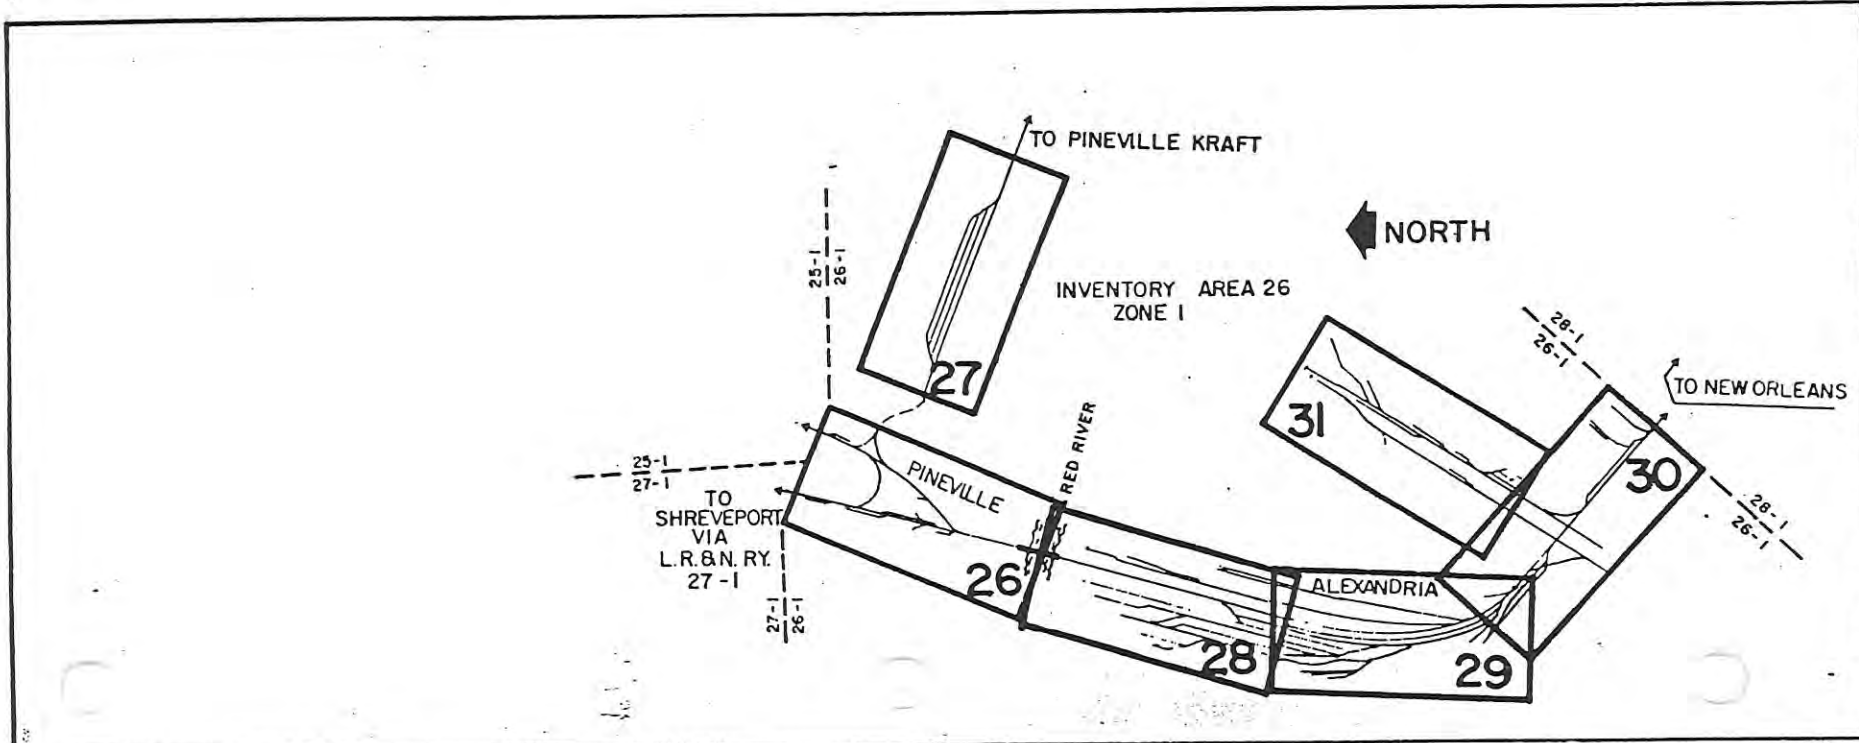 TO PINEVILLE KRAFT
NORTH
25-1
26-1
INVENTORY AREA 26
ZONE 1
28-1
26-1
27
TO NEW ORLEANS
31
30
RED RIVER
PINEVILLE
25-1
27-1
TO
SHREVEPORT
VIA
L.R.&N. RY.
27-1
28-1
26-1
26
ALEXANDRIA
27-1
26-1
28
29